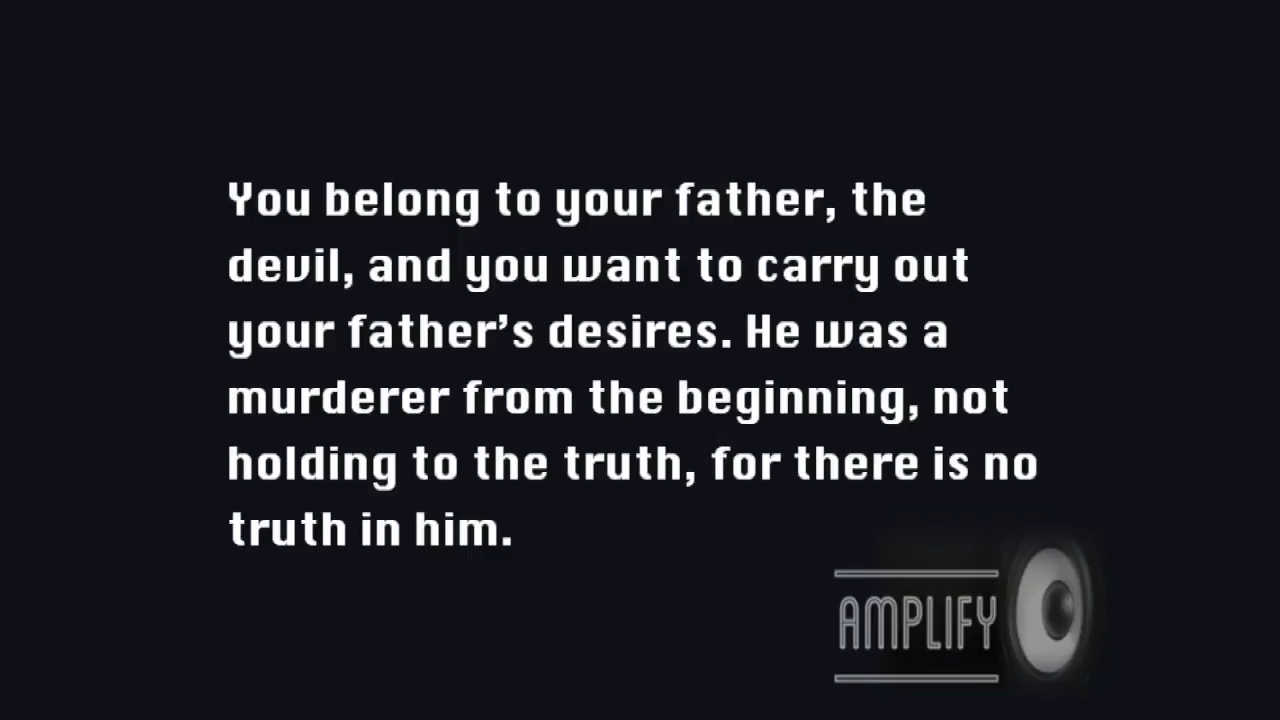 You belong to your father, the
devil, and you want to carry out
your father’s desires. He was a
murderer from the beginning, not
holding to the truth, for there is no
truth in him.
AMPLIFY